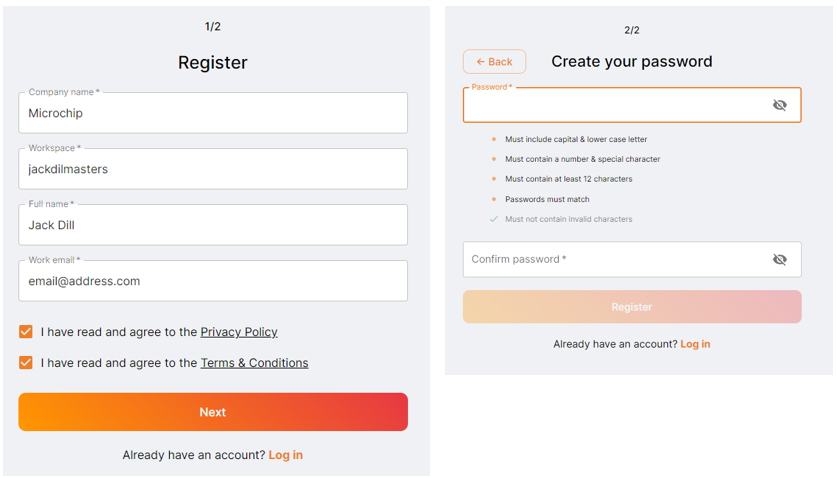 1/2
Register
Company name *
Microchip
Workspace *
jackdilmasters
Full name *
Jack Dill
Work email *
email@address.com
I have read and agree to the Privacy Policy
I have read and agree to the Terms & Conditions
Next
Already have an account? Log in
2/2
← Back
Create your password
Password *
Must include capital & lower case letter
Must contain a number & special character
Must contain at least 12 characters
Passwords must match
Must not contain invalid characters
Confirm password *
Register
Already have an account? Log in